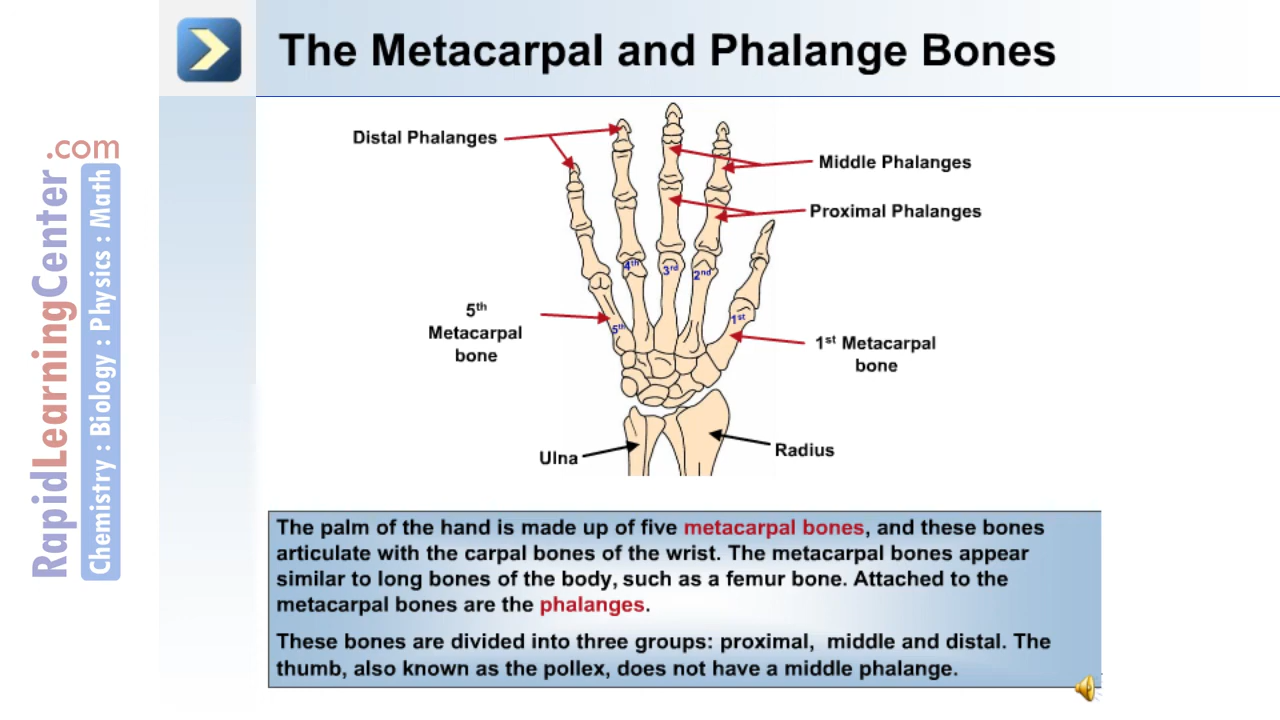 The Metacarpal and Phalange Bones
Distal Phalanges
Middle Phalanges
Proximal Phalanges
4th
3rd
2nd
1st
5th
5th
Metacarpal
bone
1st Metacarpal
bone
Ulna
Radius
The palm of the hand is made up of five metacarpal bones, and these bones
articulate with the carpal bones of the wrist. The metacarpal bones appear
similar to long bones of the body, such as a femur bone. Attached to the
metacarpal bones are the phalanges.
These bones are divided into three groups: proximal, middle and distal. The
thumb, also known as the pollex, does not have a middle phalange.
RapidLearningCenter.com
Chemistry : Biology : Physics : Math